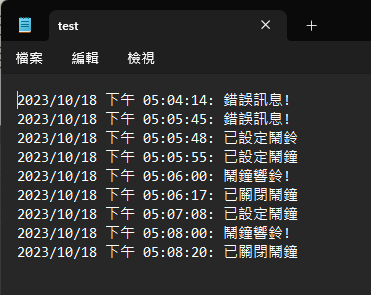 test
檔案 編輯 檢視
2023/10/18 下午 05:04:14: 錯誤訊息!
2023/10/18 下午 05:05:45: 錯誤訊息!
2023/10/18 下午 05:05:48: 已設定鬧鈴
2023/10/18 下午 05:05:55: 已設定鬧鐘
2023/10/18 下午 05:06:00: 鬧鐘響鈴!
2023/10/18 下午 05:06:17: 已關閉鬧鐘
2023/10/18 下午 05:07:08: 已設定鬧鐘
2023/10/18 下午 05:08:00: 鬧鐘響鈴!
2023/10/18 下午 05:08:20: 已關閉鬧鐘